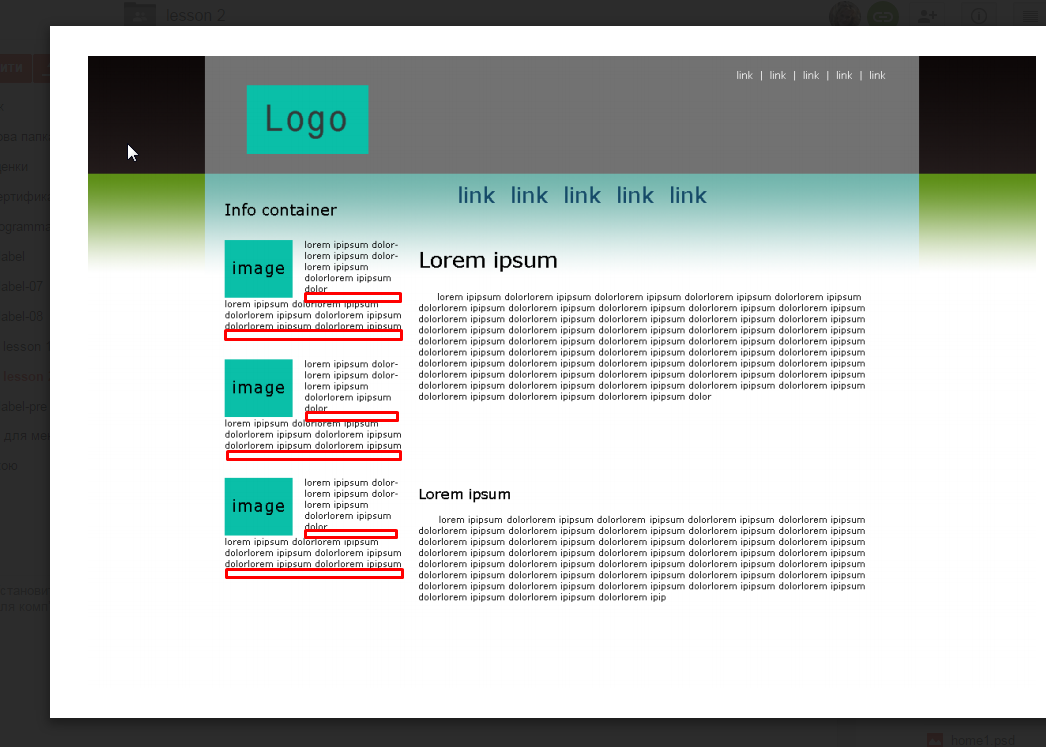 lesson 2
link | link | link | link | link
Logo
link link link link link
Info container
image
lorem ipipsum dolor-
lorem ipipsum dolor-
lorem ipipsum
dolorlorem ipipsum
dolor
lorem ipipsum dolorlorem ipipsum
dolorlorem ipipsum dolorlorem ipipsum
dolorlorem ipipsum dolorlorem ipipsum
image
lorem ipipsum dolor-
lorem ipipsum dolor-
lorem ipipsum
dolorlorem ipipsum
dolor
lorem ipipsum dolorlorem ipipsum
dolorlorem ipipsum dolorlorem ipipsum
dolorlorem ipipsum dolorlorem ipipsum
image
lorem ipipsum dolor-
lorem ipipsum dolor-
lorem ipipsum
dolorlorem ipipsum
dolor
lorem ipipsum dolorlorem ipipsum
dolorlorem ipipsum dolorlorem ipipsum
dolorlorem ipipsum dolorlorem ipipsum
Lorem ipsum
lorem ipipsum dolorlorem ipipsum dolorlorem ipipsum dolorlorem ipipsum dolorlorem ipipsum
dolorlorem ipipsum dolorlorem ipipsum dolorlorem ipipsum dolorlorem ipipsum dolorlorem ipipsum
dolorlorem ipipsum dolorlorem ipipsum dolorlorem ipipsum dolorlorem ipipsum dolorlorem ipipsum
dolorlorem ipipsum dolorlorem ipipsum dolorlorem ipipsum dolorlorem ipipsum dolorlorem ipipsum
dolorlorem ipipsum dolorlorem ipipsum dolorlorem ipipsum dolorlorem ipipsum dolorlorem ipipsum
dolorlorem ipipsum dolorlorem ipipsum dolorlorem ipipsum dolorlorem ipipsum dolorlorem ipipsum
dolorlorem ipipsum dolorlorem ipipsum dolorlorem ipipsum dolorlorem ipipsum dolorlorem ipipsum
dolorlorem ipipsum dolorlorem ipipsum dolorlorem ipipsum dolorlorem ipipsum dolorlorem ipipsum
dolorlorem ipipsum dolorlorem ipipsum dolorlorem ipipsum dolorlorem ipipsum dolorlorem ipipsum
dolorlorem ipipsum dolorlorem ipipsum dolorlorem ipipsum dolor
Lorem ipsum
lorem ipipsum dolorlorem ipipsum dolorlorem ipipsum dolorlorem ipipsum dolorlorem ipipsum
dolorlorem ipipsum dolorlorem ipipsum dolorlorem ipipsum dolorlorem ipipsum dolorlorem ipipsum
dolorlorem ipipsum dolorlorem ipipsum dolorlorem ipipsum dolorlorem ipipsum dolorlorem ipipsum
dolorlorem ipipsum dolorlorem ipipsum dolorlorem ipipsum dolorlorem ipipsum dolorlorem ipipsum
dolorlorem ipipsum dolorlorem ipipsum dolorlorem ipipsum dolorlorem ipipsum dolorlorem ipipsum
dolorlorem ipipsum dolorlorem ipipsum dolorlorem ipipsum dolorlorem ipipsum dolorlorem ipipsum
dolorlorem ipipsum dolorlorem ipipsum dolorlorem ipipsum dolorlorem ipipsum dolorlorem ipipsum
dolorlorem ipipsum dolorlorem ipipsum dolorlorem ipip
home1.psd